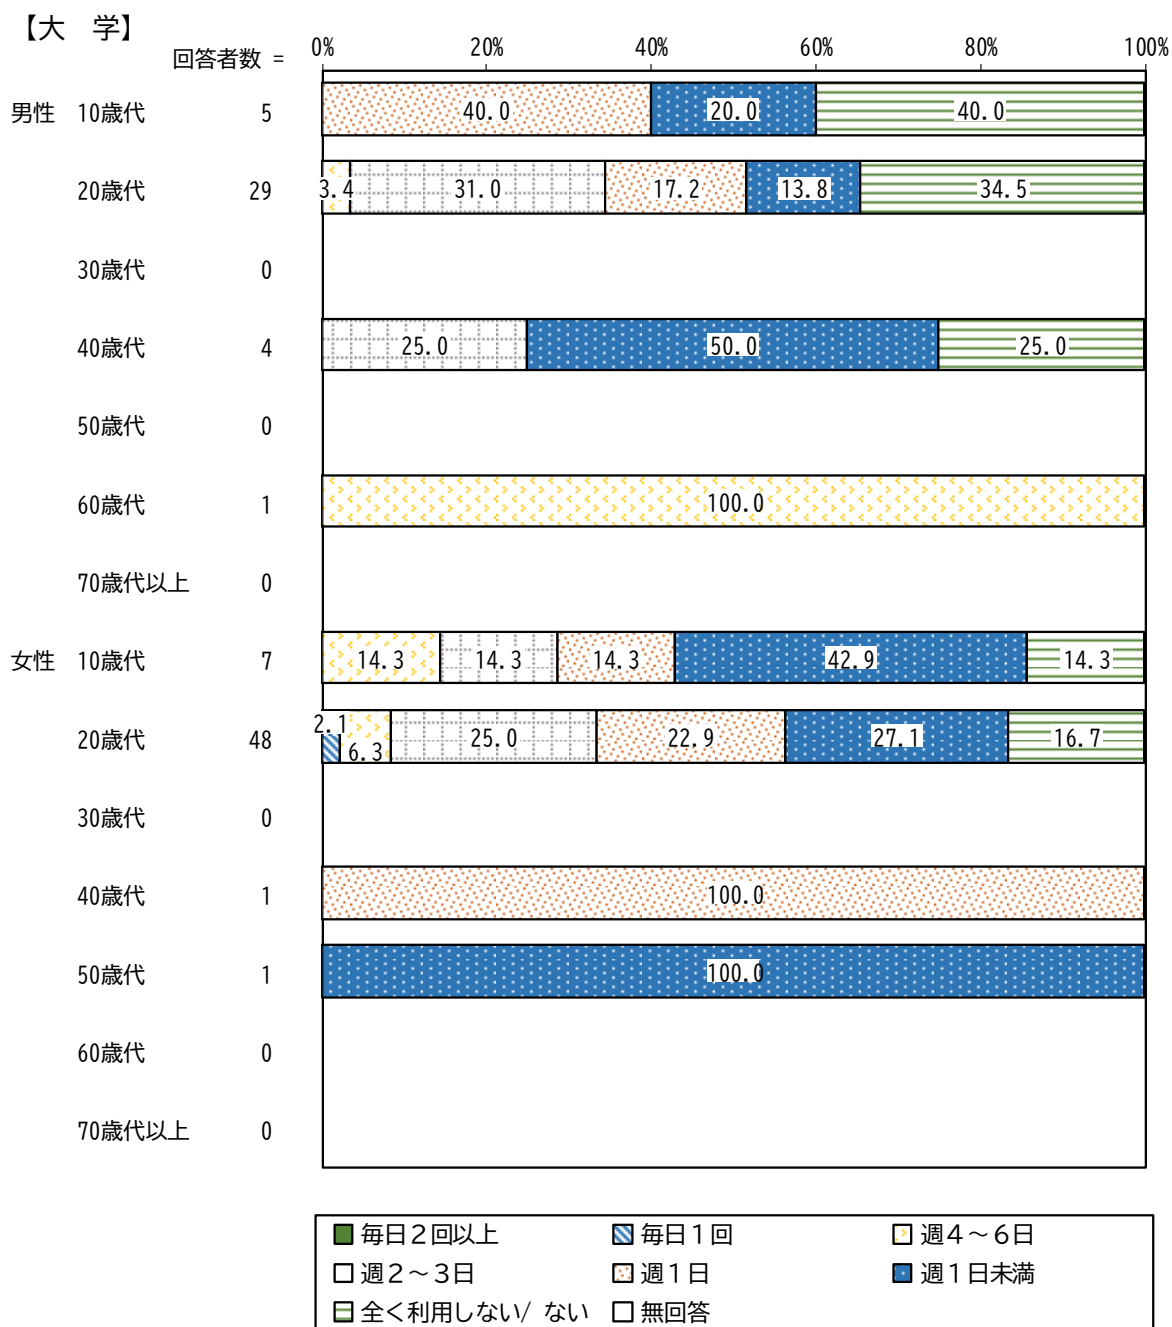 【大　学】
回答者数 =
0% 20% 40% 60% 80% 100%
男性 10歳代 5 40.0 20.0 40.0
20歳代 29 3.4 31.0 17.2 13.8 34.5
30歳代 0
40歳代 4 25.0 50.0 25.0
50歳代 0
60歳代 1 100.0
70歳代以上 0
女性 10歳代 7 14.3 14.3 14.3 42.9 14.3
20歳代 48 2.1 6.3 25.0 22.9 27.1 16.7
30歳代 0
40歳代 1 100.0
50歳代 1 100.0
60歳代 0
70歳代以上 0
毎日２回以上 毎日１回 週４～６日
週２～３日 週１日 週１日未満
全く利用しない/ ない 無回答